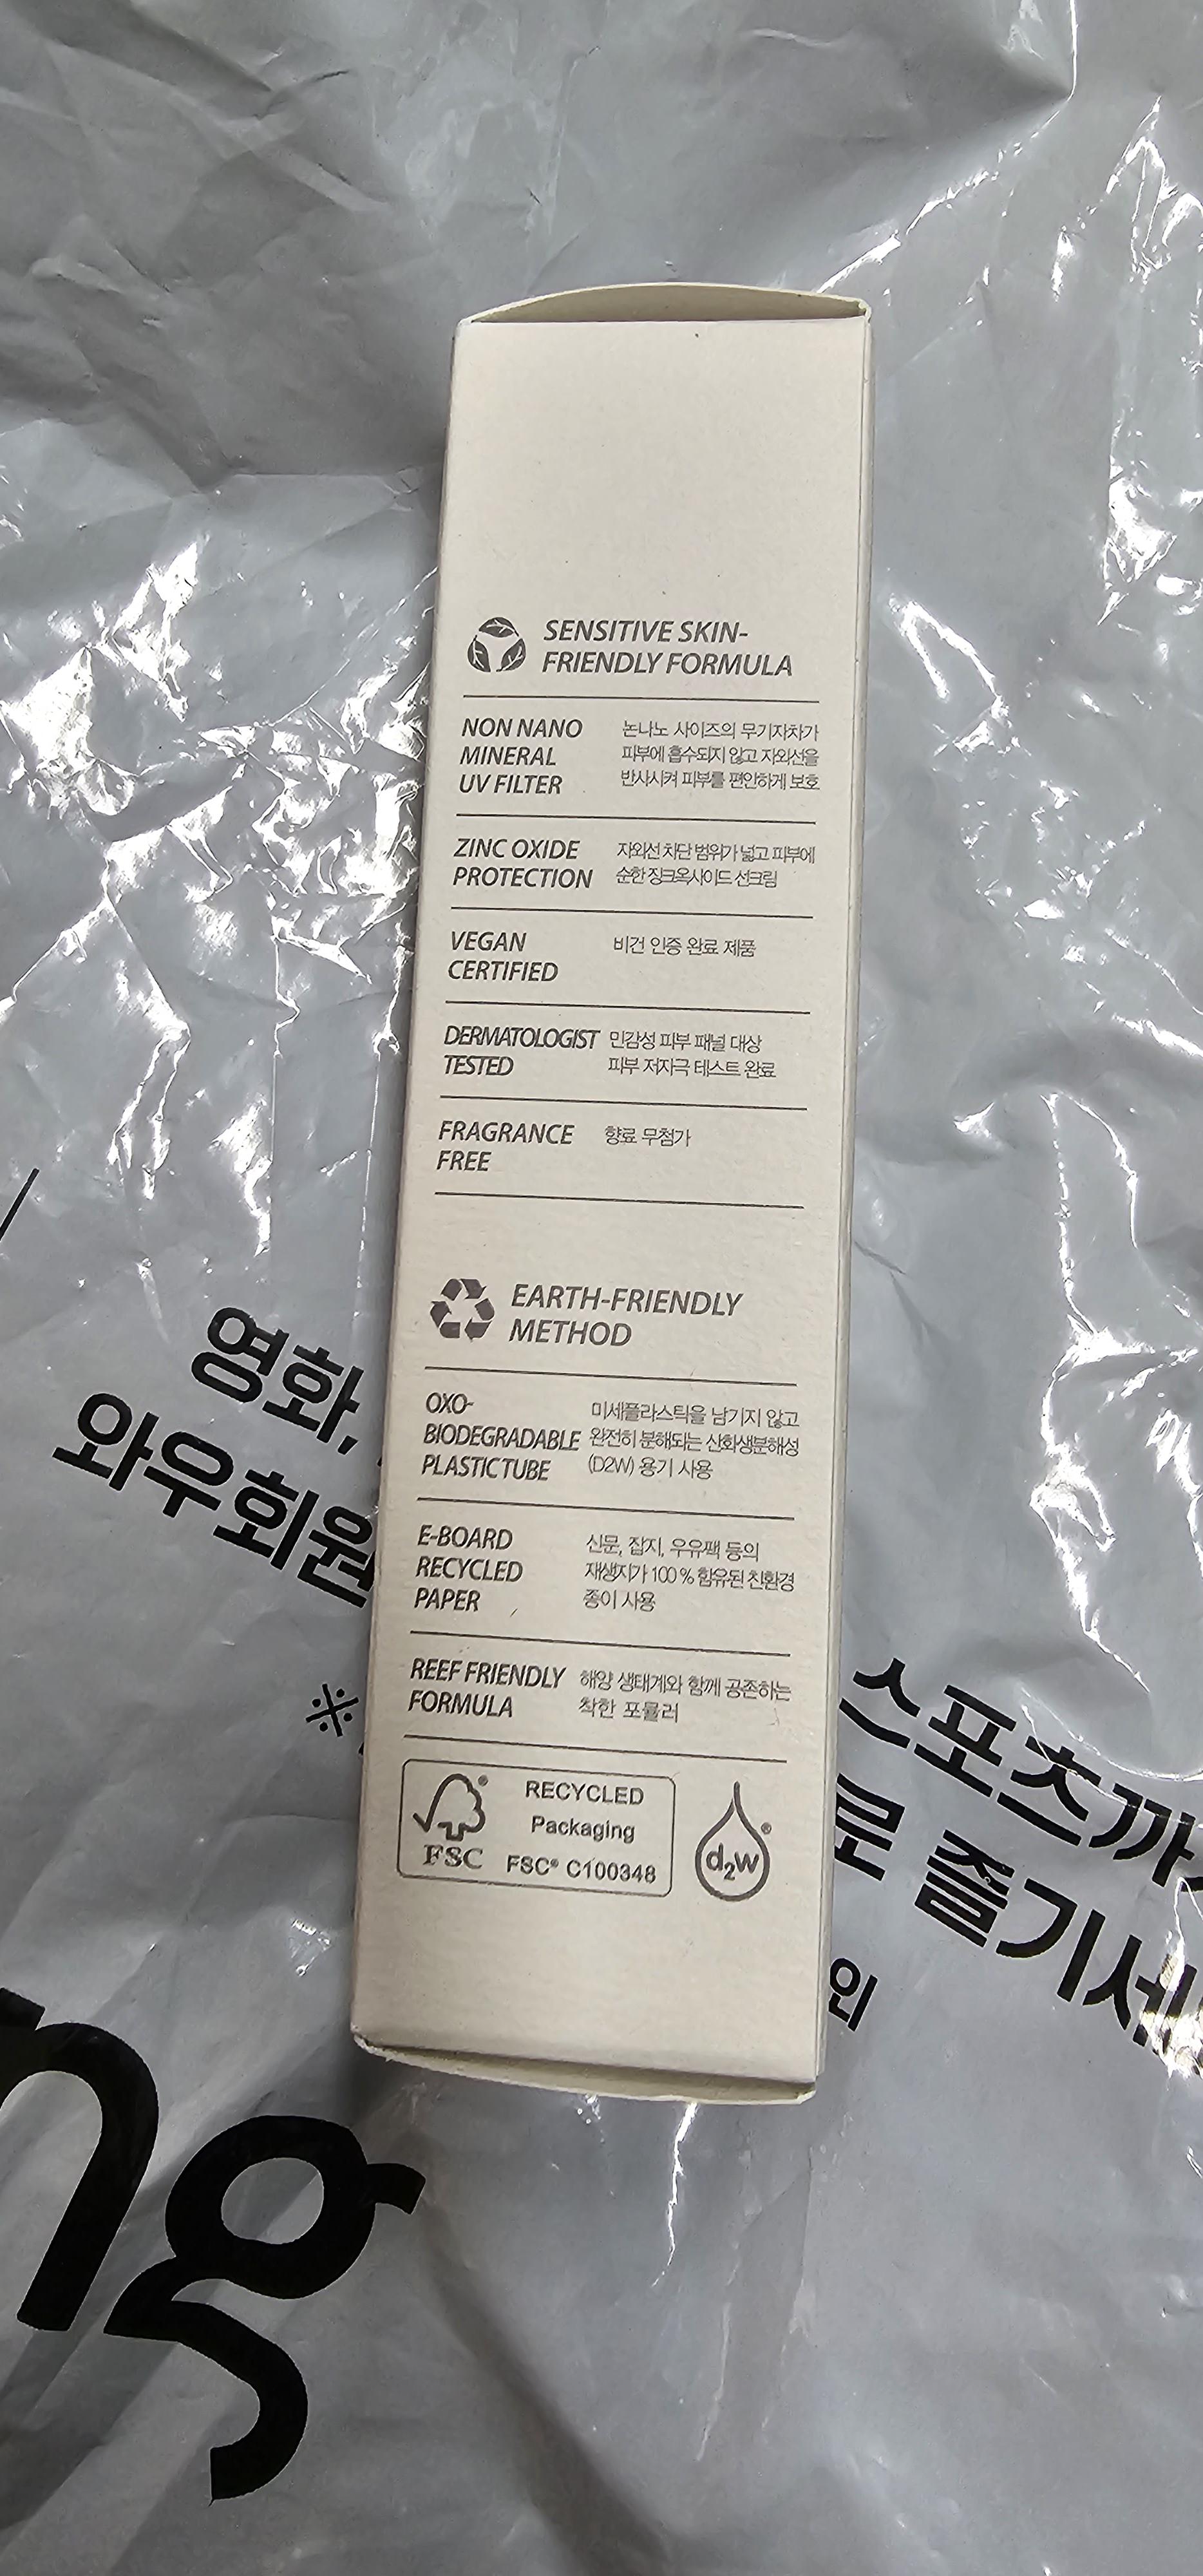 SENSITIVE SKIN-
FRIENDLY FORMULA
NON NANO
MINERAL
UV FILTER
논나노 사이즈의 무기자차가
피부에 흡수되지 않고 자외선을
반사시켜 피부를 편안하게 보호
ZINC OXIDE
PROTECTION
자외선 차단 범위가 넓고 피부에
순한 징크옥사이드 선크림
VEGAN
CERTIFIED
비건 인증 완료 제품
DERMATOLOGIST
TESTED
민감성 피부 패널 대상
피부 저자극 테스트 완료
FRAGRANCE
FREE
향료 무첨가
EARTH-FRIENDLY
METHOD
OXO-
BIODEGRADABLE
PLASTIC TUBE
미세플라스틱을 남기지 않고
완전히 분해되는 산화생분해성
(D2W) 용기 사용
E-BOARD
RECYCLED
PAPER
신문, 잡지, 우유팩 등의
재생지가 100 % 함유된 친환경
종이 사용
REEF FRIENDLY
FORMULA
해양 생태계와 함께 공존하는
착한 포뮬러
FSC
RECYCLED
Packaging
FSC® C100348
d2w®
영화,
와우회원
※
스포츠까
로 즐기세
외
ng